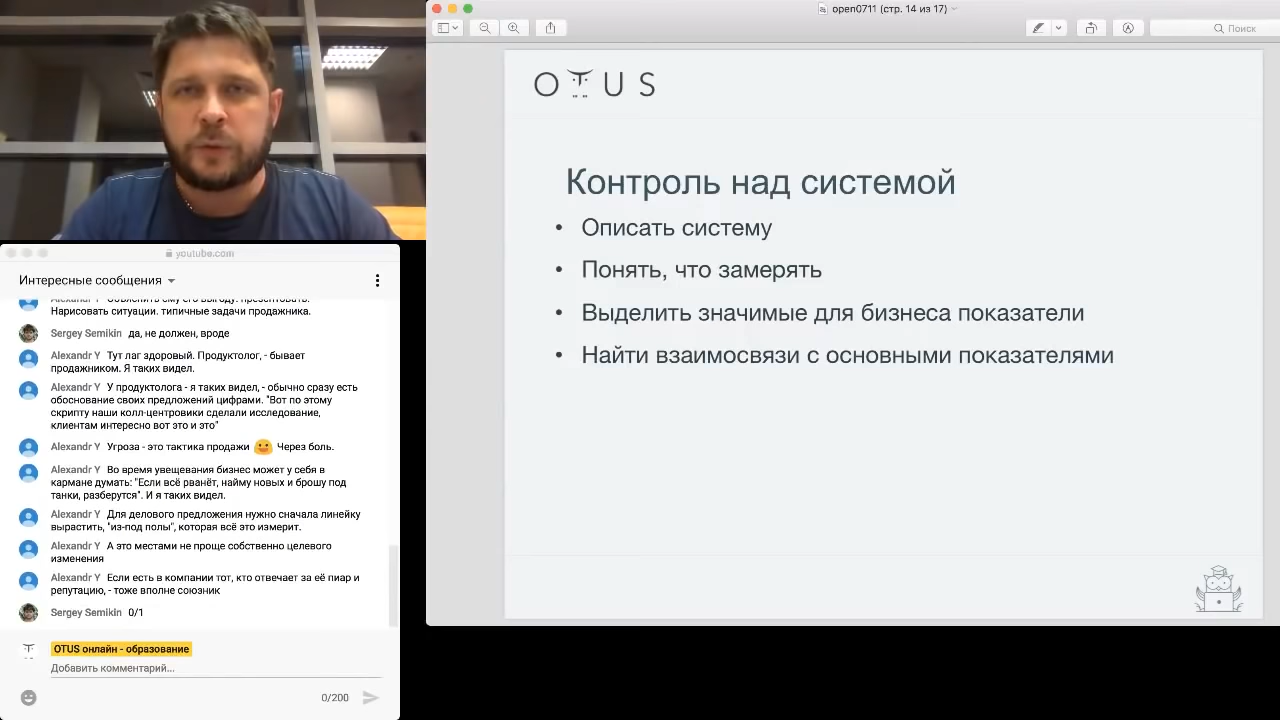 open0711 (стр. 14 из 17)
Поиск
OTUS
Контроль над системой
• Описать систему
• Понять, что замерять
• Выделить значимые для бизнеса показатели
• Найти взаимосвязи с основными показателями
youtube.com
Интересные сообщения
Нарисовать ситуации. типичные задачи продажника.
Sergey Semikin да, не должен, вроде
Alexandr Y Тут лаг здоровый. Продуктолог, - бывает
продажником. Я таких видел.
Alexandr Y У продуктолога - я таких видел, - обычно сразу есть
обоснование своих предложений цифрами. "Вот по этому
скрипту наши колл-центровики сделали исследование,
клиентам интересно вот это и это"
Alexandr Y Угроза - это тактика продажи Через боль.
Alexandr Y Во время увещевания бизнес может у себя в
кармане думать: "Если всё рванёт, найму новых и брошу под
танки, разберутся". И я таких видел.
Alexandr Y Для делового предложения нужно сначала линейку
вырастить, "из-под полы", которая всё это измерит.
Alexandr Y А это местами не проще собственно целевого
изменения
Alexandr Y Если есть в компании тот, кто отвечает за её пиар и
репутацию, - тоже вполне союзник
Sergey Semikin 0/1
OTUS онлайн - образование
Добавить комментарий...
0/200